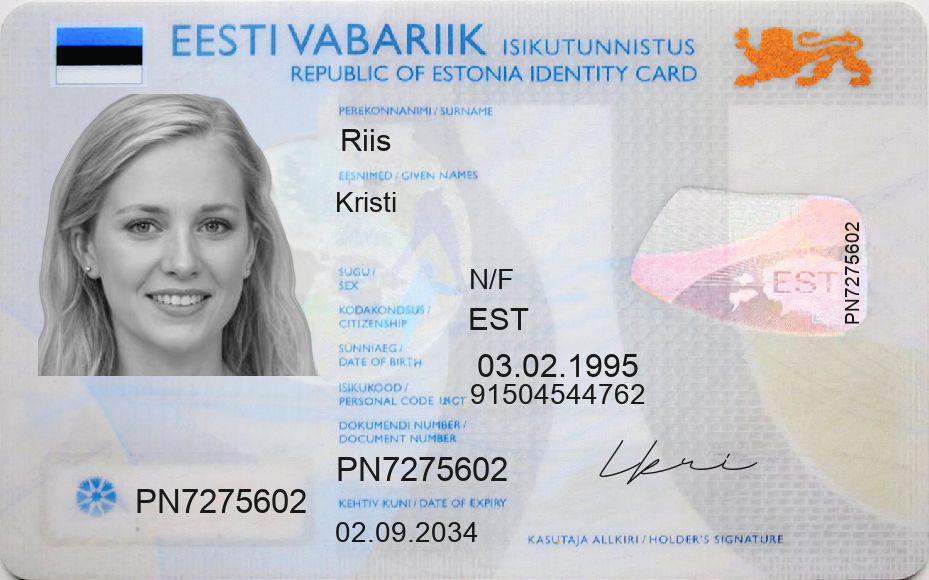 EESTI VABARIIK ISIKUTUNNISTUS
REPUBLIC OF ESTONIA IDENTITY CARD
PEREKONNANIMI / SURNAME
Riis
EESNIMED / GIVEN NAMES
Kristi
SUGU /
SEX
N/F
KODAKONDSUS /
CITIZENSHIP
EST
SÜNNIAEG /
DATE OF BIRTH
03.02.1995
ISIKUKOOD /
PERSONAL CODE
91504544762
DOKUMENDI NUMBER /
DOCUMENT NUMBER
PN7275602
KEHTIV KUNI / DATE OF EXPIRY
02.09.2034
PN7275602
EST
PN7275602
KASUTAJA ALLKIRI / HOLDER'S SIGNATURE